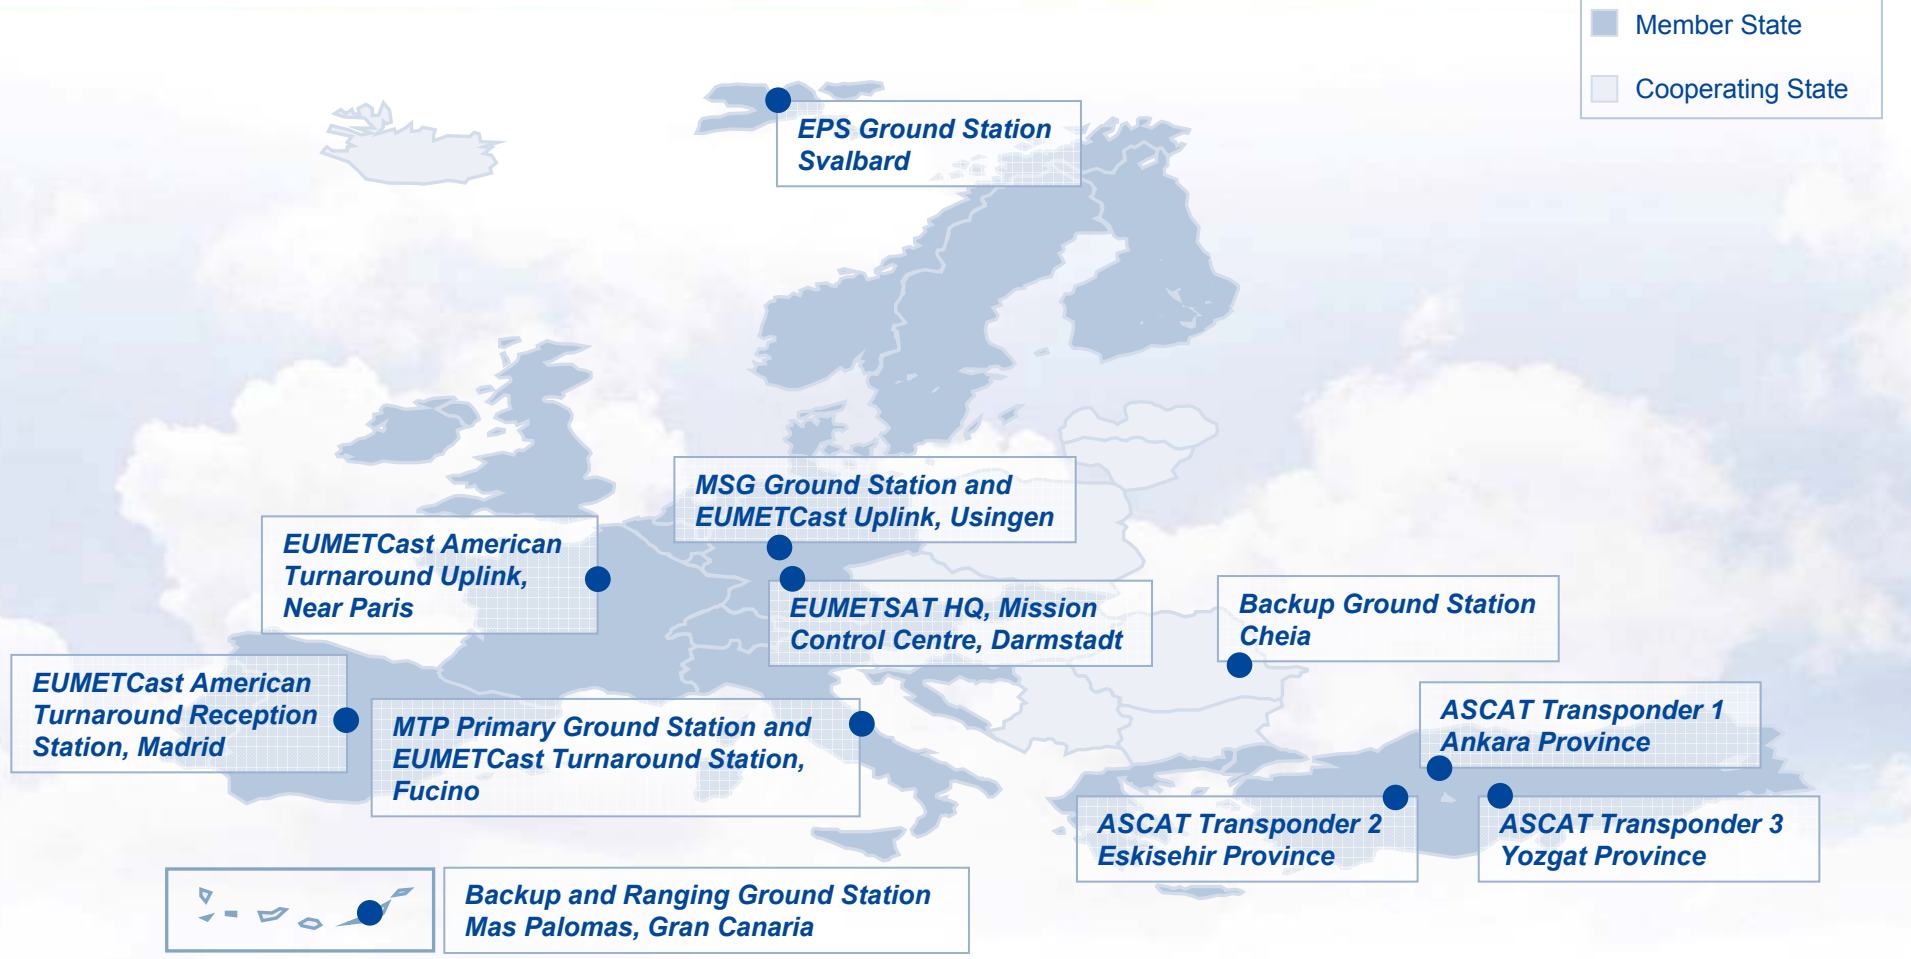 Member State
Cooperating State
EPS Ground Station
Svalbard
MSG Ground Station and
EUMETCast Uplink, Usingen
EUMETCast American
Turnaround Uplink,
Near Paris
EUMETSAT HQ, Mission
Control Centre, Darmstadt
Backup Ground Station
Cheia
EUMETCast American
Turnaround Reception
Station, Madrid
MTP Primary Ground Station and
EUMETCast Turnaround Station,
Fucino
ASCAT Transponder 1
Ankara Province
ASCAT Transponder 2
Eskisehir Province
ASCAT Transponder 3
Yozgat Province
Backup and Ranging Ground Station
Mas Palomas, Gran Canaria